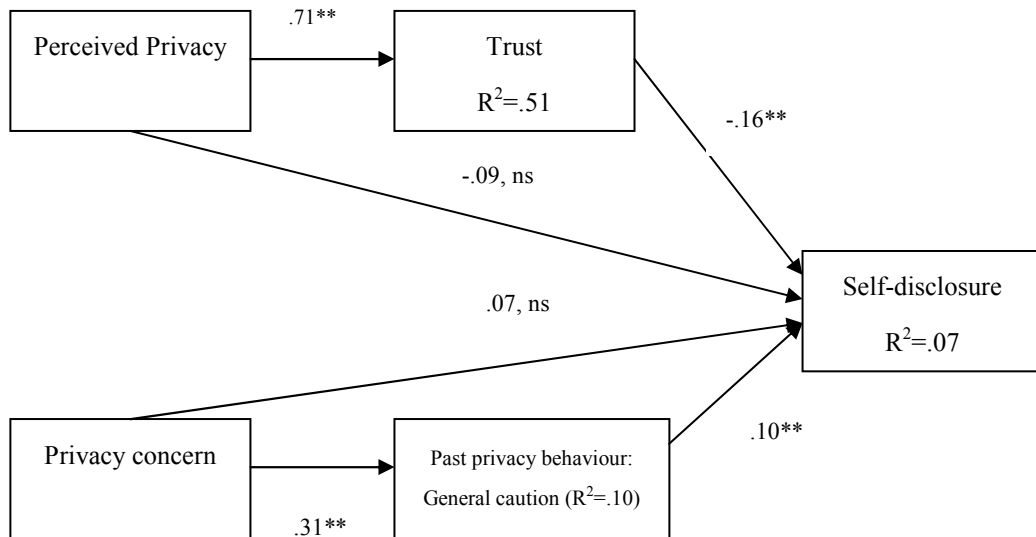 .71**
Perceived Privacy
Trust
R²=.51
-.16**
-.09, ns
Self-disclosure
R²=.07
.07, ns
.10**
Privacy concern
Past privacy behaviour:
General caution (R²=.10)
.31**